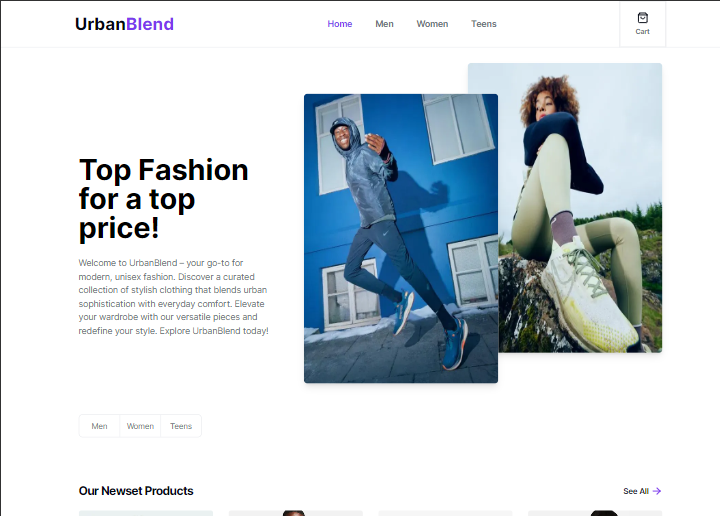 UrbanBlend
Home Men Women Teens
Cart
Top Fashion
for a top
price!
Welcome to UrbanBlend – your go-to for
modern, unisex fashion. Discover a curated
collection of stylish clothing that blends urban
sophistication with everyday comfort. Elevate
your wardrobe with our versatile pieces and
redefine your style. Explore UrbanBlend today!
Men Women Teens
Our Newset Products
See All